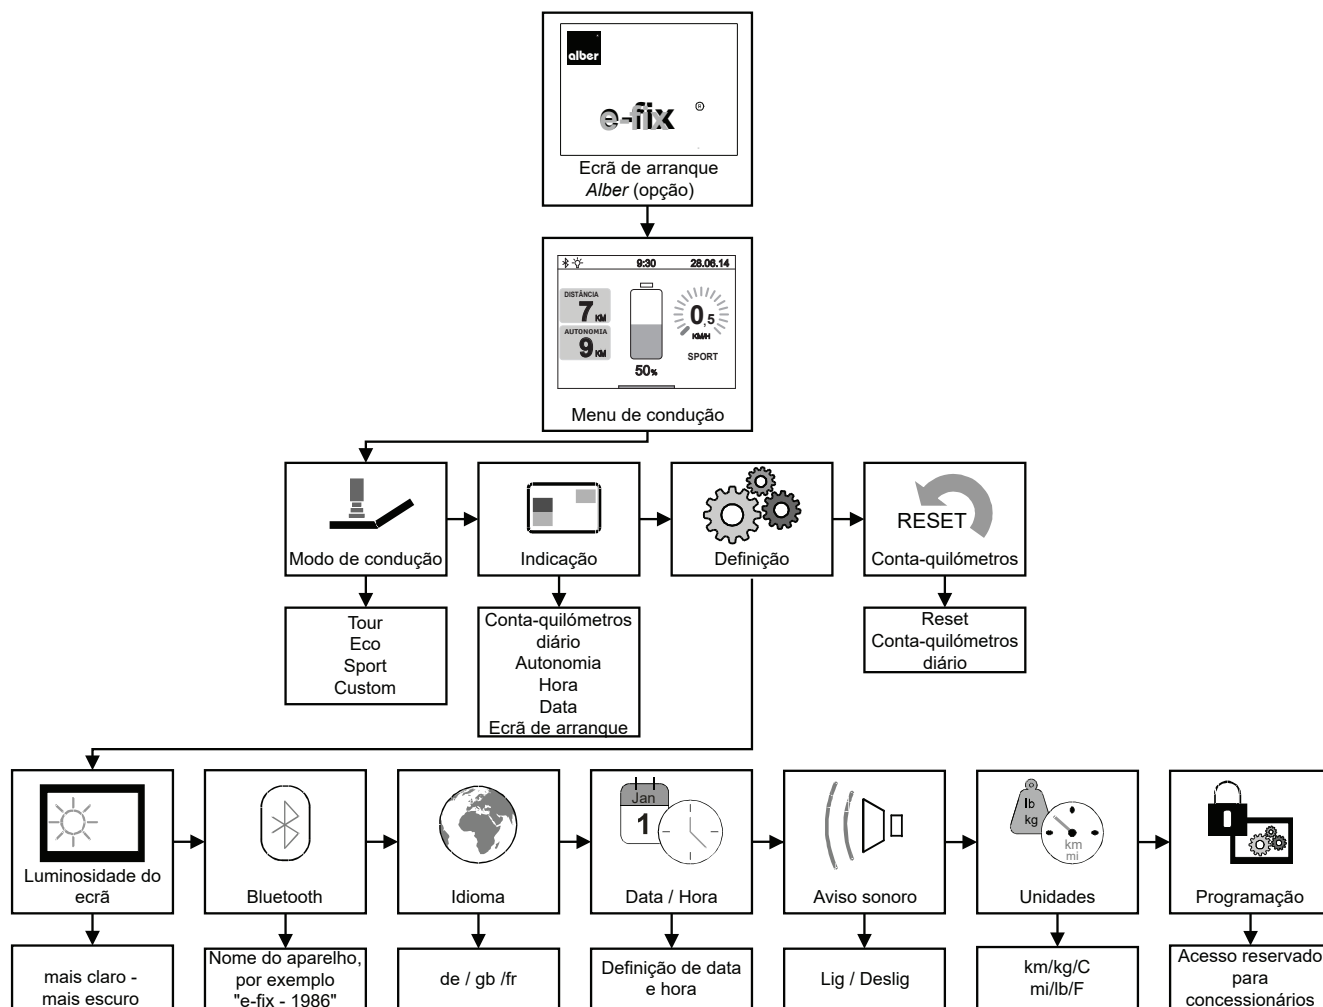 alber
e-fix ®
Ecrã de arranque
Alber (opção)
9:30 28.06.14
DISTÂNCIA
7 KM
AUTONOMIA
9 KM
50%
0,5
KM/H
SPORT
Menu de condução
Modo de condução
Indicação
Definição
RESET
Conta-quilómetros
Tour
Eco
Sport
Custom
Conta-quilómetros
diário
Autonomia
Hora
Data
Ecrã de arranque
Reset
Conta-quilómetros
diário
Luminosidade do
ecrã
Bluetooth
Idioma
Jan
1
Data / Hora
Aviso sonoro
lb
kg
km
mi
Unidades
Programação
mais claro -
mais escuro
Nome do aparelho,
por exemplo
"e-fix - 1986"
de / gb /fr
Definição de data
e hora
Lig / Deslig
km/kg/C
mi/lb/F
Acesso reservado
para
concessionários